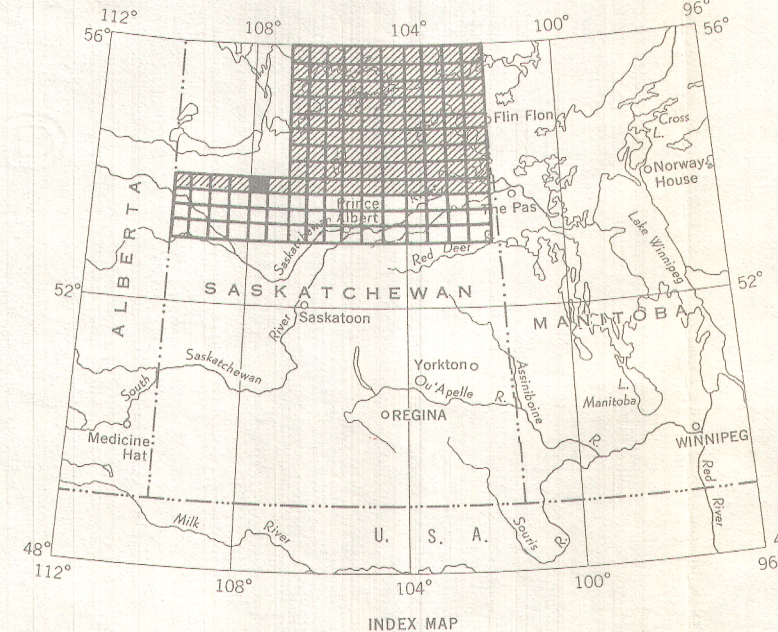 112° 108° 104° 100° 96°
56° 56°
Flin Flon
Cross
L.
Norway
House
ALBERTA
Prince
Albert
The Pas
Saskatchewan
Red Deer R.
Lake Winnipeg
52° SASKATCHEWAN 52°
MANITOBA
River
Saskatoon
Saskatchewan
South
Yorkton
Qu'Apelle R.
Assiniboine
R.
L.
Manitoba
REGINA
Medicine
Hat
WINNIPEG
Red
River
Milk
River
U. S. A.
Souris
R.
48°
112° 108° 104° 100° 96
INDEX MAP